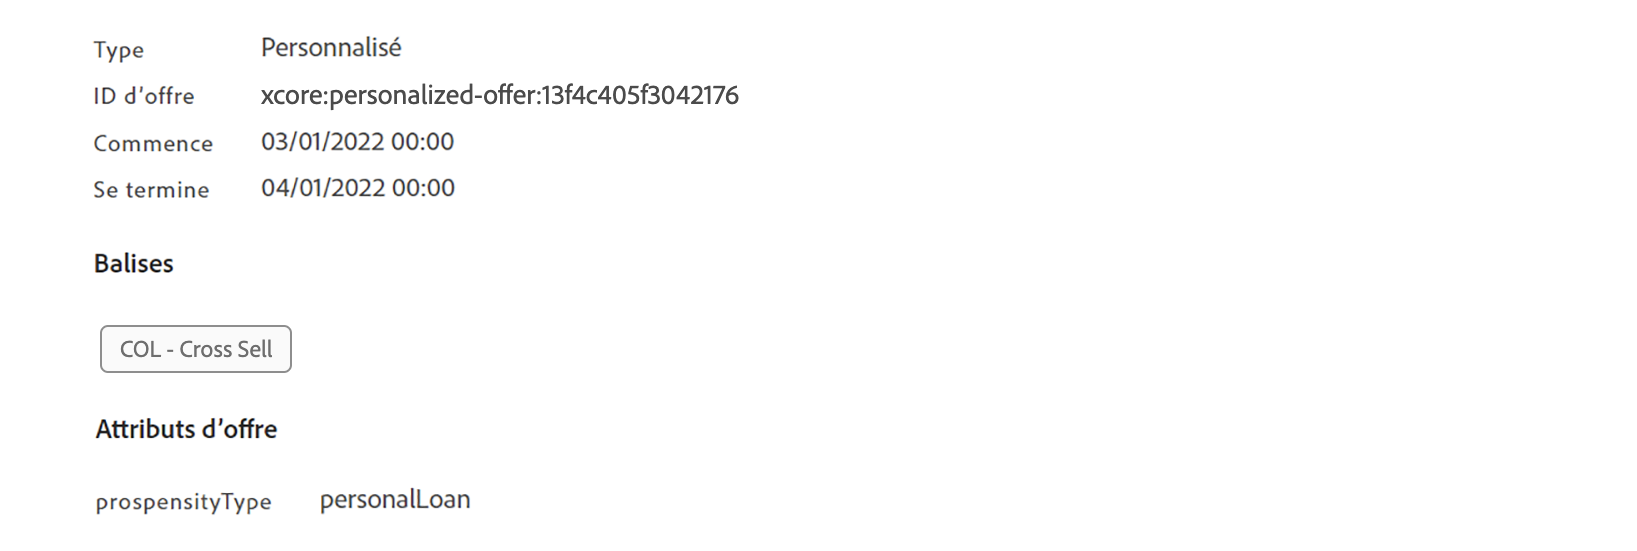 Type Personnalisé
ID d’offre xcore:personalized-offer:13f4c405f3042176
Commence 03/01/2022 00:00
Se termine 04/01/2022 00:00
Balises
COL - Cross Sell
Attributs d’offre
prospensityType personalLoan